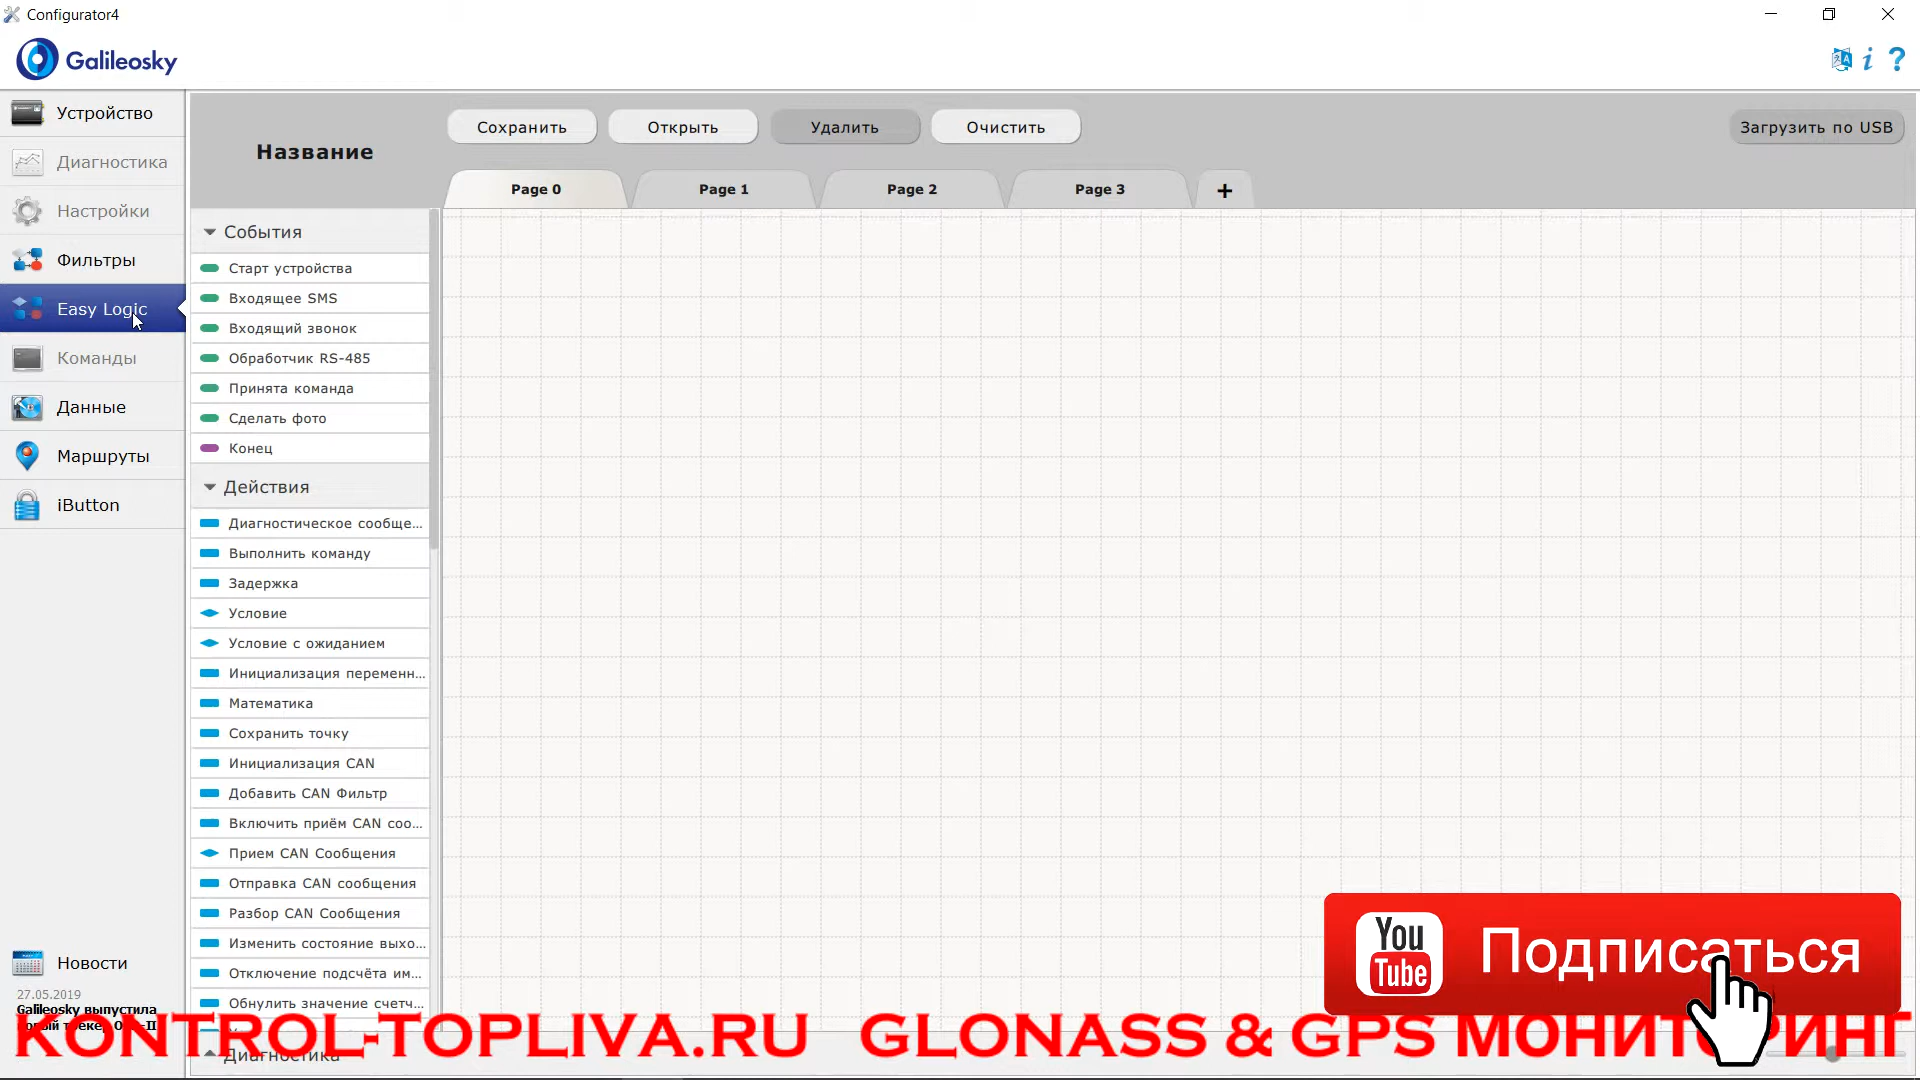 Configurator4
Galileosky
Устройство
Диагностика
Настройки
Фильтры
Easy Logic
Команды
Данные
Маршруты
iButton
Новости
27.05.2019
Galileosky выпустила
Название
Сохранить
Открыть
Удалить
Очистить
Загрузить по USB
Page 0
Page 1
Page 2
Page 3
+
События
Старт устройства
Входящее SMS
Входящий звонок
Обработчик RS-485
Принята команда
Сделать фото
Конец
Действия
Диагностическое сообще...
Выполнить команду
Задержка
Условие
Условие с ожиданием
Инициализация переменн...
Математика
Сохранить точку
Инициализация CAN
Добавить CAN Фильтр
Включить приём CAN соо...
Прием CAN Сообщения
Отправка CAN сообщения
Разбор CAN Сообщения
Изменить состояние выхо...
Отключение подсчёта им...
Обнулить значение счетч...
Диагностика
You Tube Подписаться
KONTROL-TOPLIVA.RU GLONASS & GPS МОНИТОРИНГ